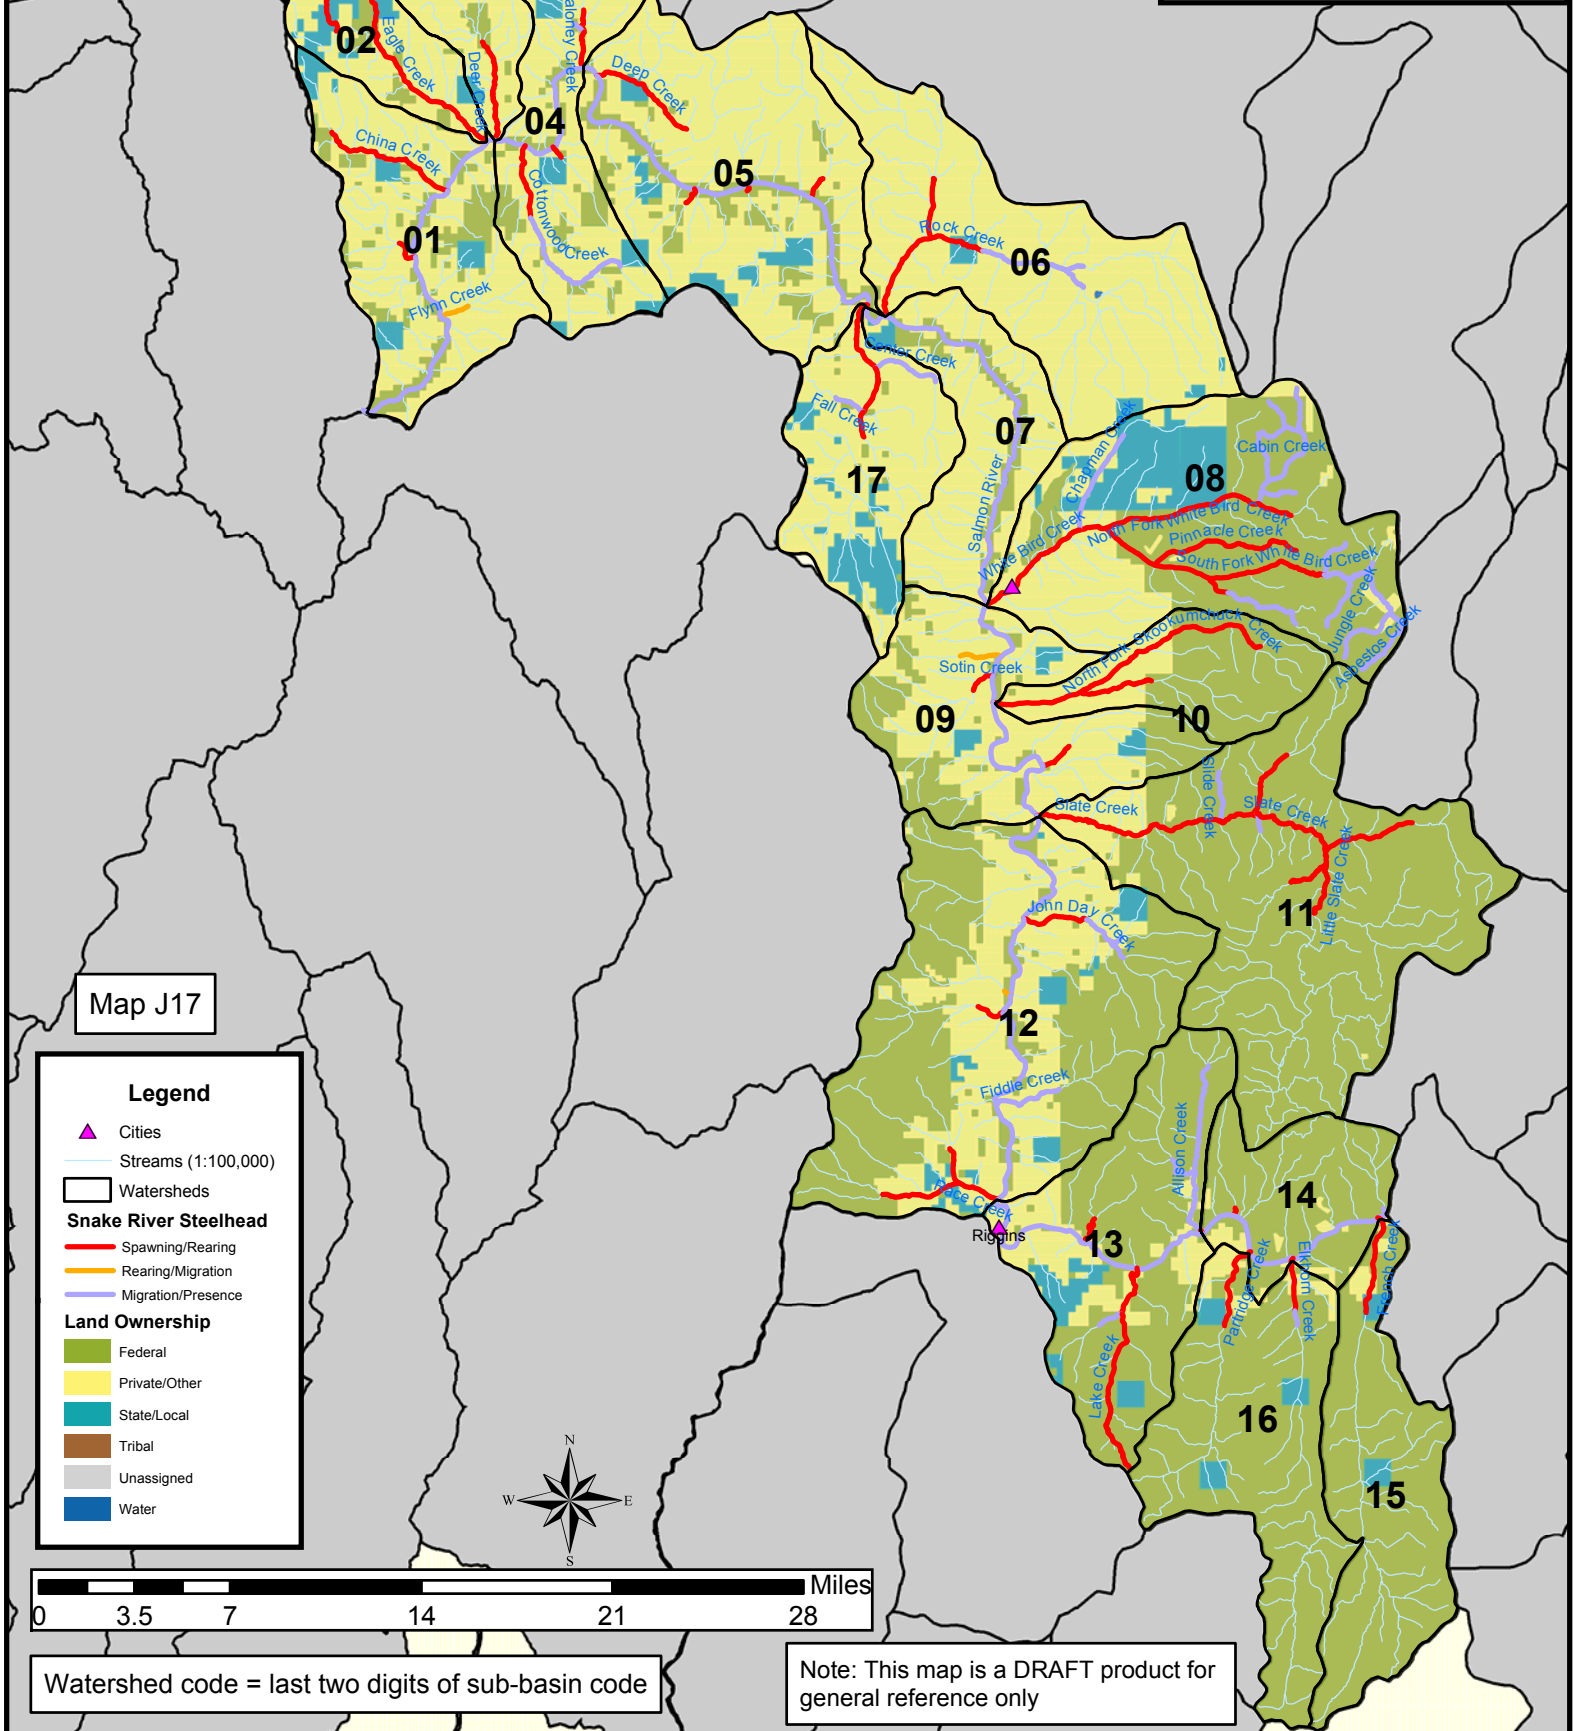 02
Eagle Creek
Deer Creek
aloney Creek
Deep Creek
04
China Creek
05
Cottonwood Creek
01
Flynn Creek
Rock Creek
06
Center Creek
Fall Creek
17
07
Salmon River
Chapman Creek
Cabin Creek
08
White Bird Creek
North Fork White Bird Creek
Pinnacle Creek
South Fork White Bird Creek
Jungle Creek
Asbestos Creek
Sotin Creek
North Fork Skookumchuck Creek
09
10
Slide Creek
Slate Creek
Slate Creek
Little Slate Creek
11
John Day Creek
12
Fiddle Creek
Allison Creek
Race Creek
Riggins
13
14
Partridge Creek
Elkhorn Creek
French Creek
Lake Creek
16
15
Map J17
Legend
Cities
Streams (1:100,000)
Watersheds
Snake River Steelhead
Spawning/Rearing
Rearing/Migration
Migration/Presence
Land Ownership
Federal
Private/Other
State/Local
Tribal
Unassigned
Water
N
W E
S
Miles
0 3.5 7 14 21 28
Watershed code = last two digits of sub-basin code
Note: This map is a DRAFT product for
general reference only